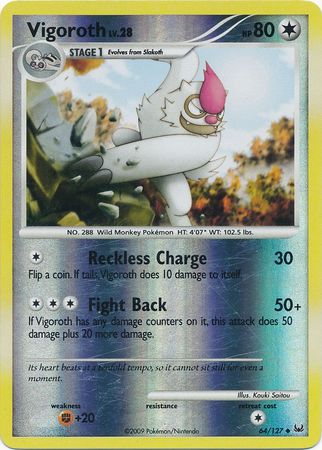 Vigoroth LV.28 HP 80
STAGE 1 Evolves from Slakoth
NO. 288 Wild Monkey Pokémon HT: 4'07" WT: 102.5 lbs.
Reckless Charge 30
Flip a coin. If tails, Vigoroth does 10 damage to itself.
Fight Back 50+
If Vigoroth has any damage counters on it, this attack does 50
damage plus 20 more damage.
Its heart beats at a tenfold tempo, so it cannot sit still for even a
moment.
Illus. Kouki Saitou
weakness resistance retreat cost
+20
©2009 Pokémon/Nintendo 64/127